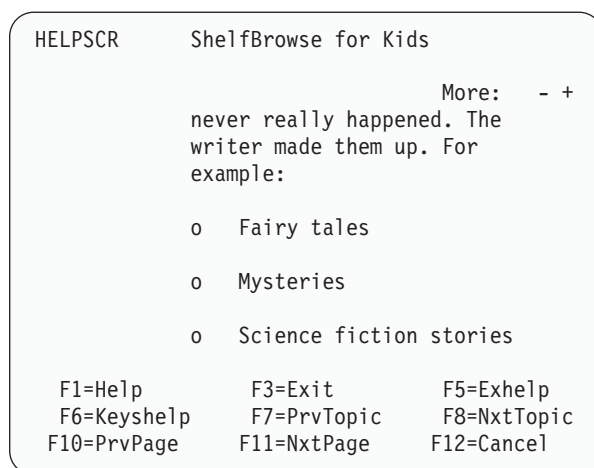 HELPSCR ShelfBrowse for Kids
More: - +
never really happened. The
writer made them up. For
example:
o Fairy tales
o Mysteries
o Science fiction stories
F1=Help F3=Exit F5=Exhelp
F6=Keyshelp F7=PrvTopic F8=NxtTopic
F10=PrvPage F11=NxtPage F12=Cancel